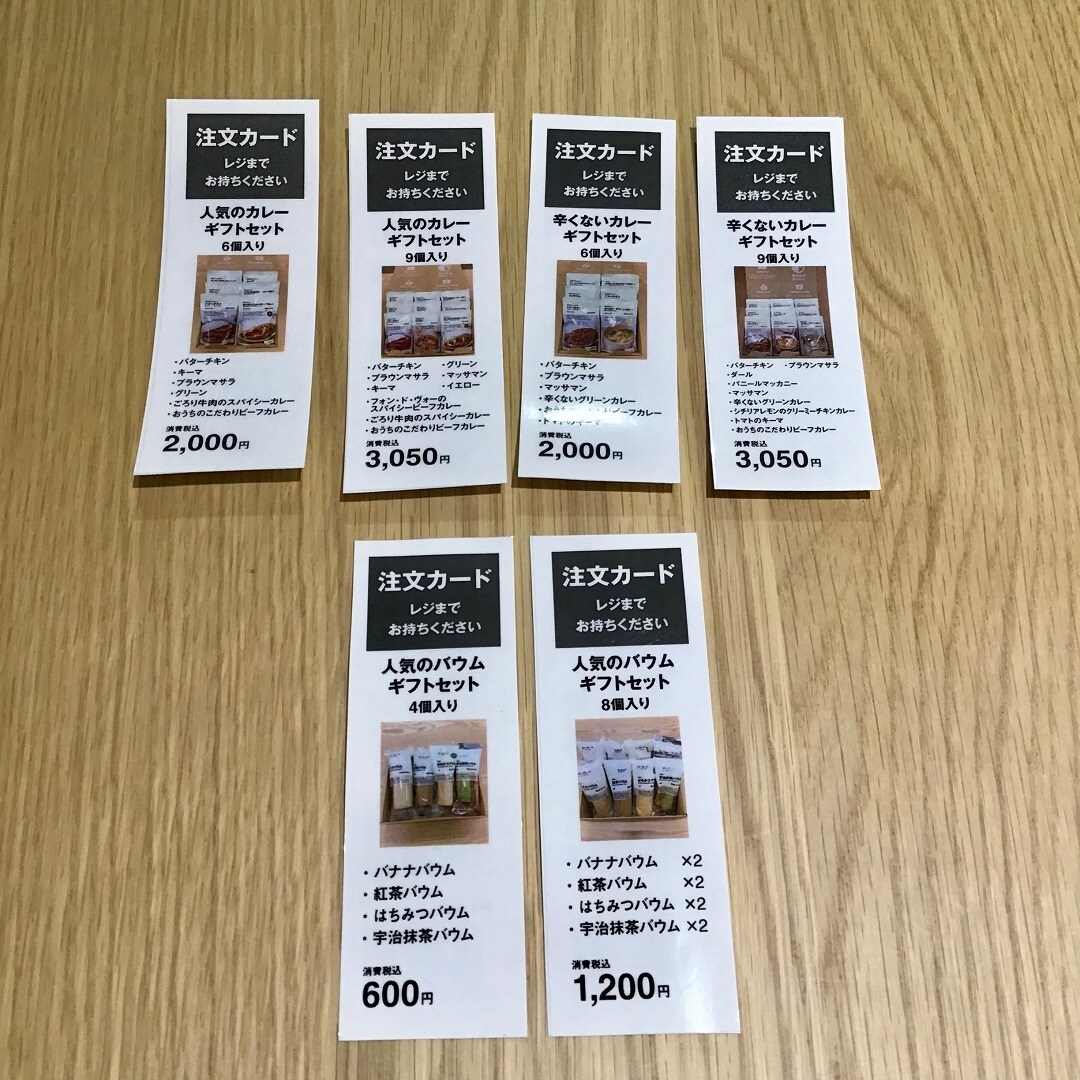 注文カード
レジまで
お持ちください
人気のカレー
ギフトセット
6個入り
・バターチキン
・キーマ
・ブラウンマサラ
・グリーン
・ごろり牛肉のスパイシーカレー
・おうちのこだわりビーフカレー
消費税込
2,000円
注文カード
レジまで
お持ちください
人気のカレー
ギフトセット
9個入り
・バターチキン ・グリーン
・ブラウンマサラ ・マッサマン
・キーマ ・イエロー
・フォン・ド・ヴォーの
スパイシービーフカレー
・ごろり牛肉のスパイシーカレー
・おうちのこだわりビーフカレー
消費税込
3,050円
注文カード
レジまで
お持ちください
辛くないカレー
ギフトセット
6個入り
・バターチキン
・ブラウンマサラ
・マッサマン
・辛くないグリーンカレー
・おうちのこだわりビーフカレー
・トマトのキーマ
消費税込
2,000円
注文カード
レジまで
お持ちください
辛くないカレー
ギフトセット
9個入り
・バターチキン ・ブラウンマサラ
・ダール
・パニールマッカニー
・マッサマン
・辛くないグリーンカレー
・シチリアレモンのクリーミーチキンカレー
・トマトのキーマ
・おうちのこだわりビーフカレー
消費税込
3,050円
注文カード
レジまで
お持ちください
人気のバウム
ギフトセット
4個入り
・バナナバウム
・紅茶バウム
・はちみつバウム
・宇治抹茶バウム
消費税込
600円
注文カード
レジまで
お持ちください
人気のバウム
ギフトセット
8個入り
・バナナバウム ×2
・紅茶バウム ×2
・はちみつバウム ×2
・宇治抹茶バウム ×2
消費税込
1,200円